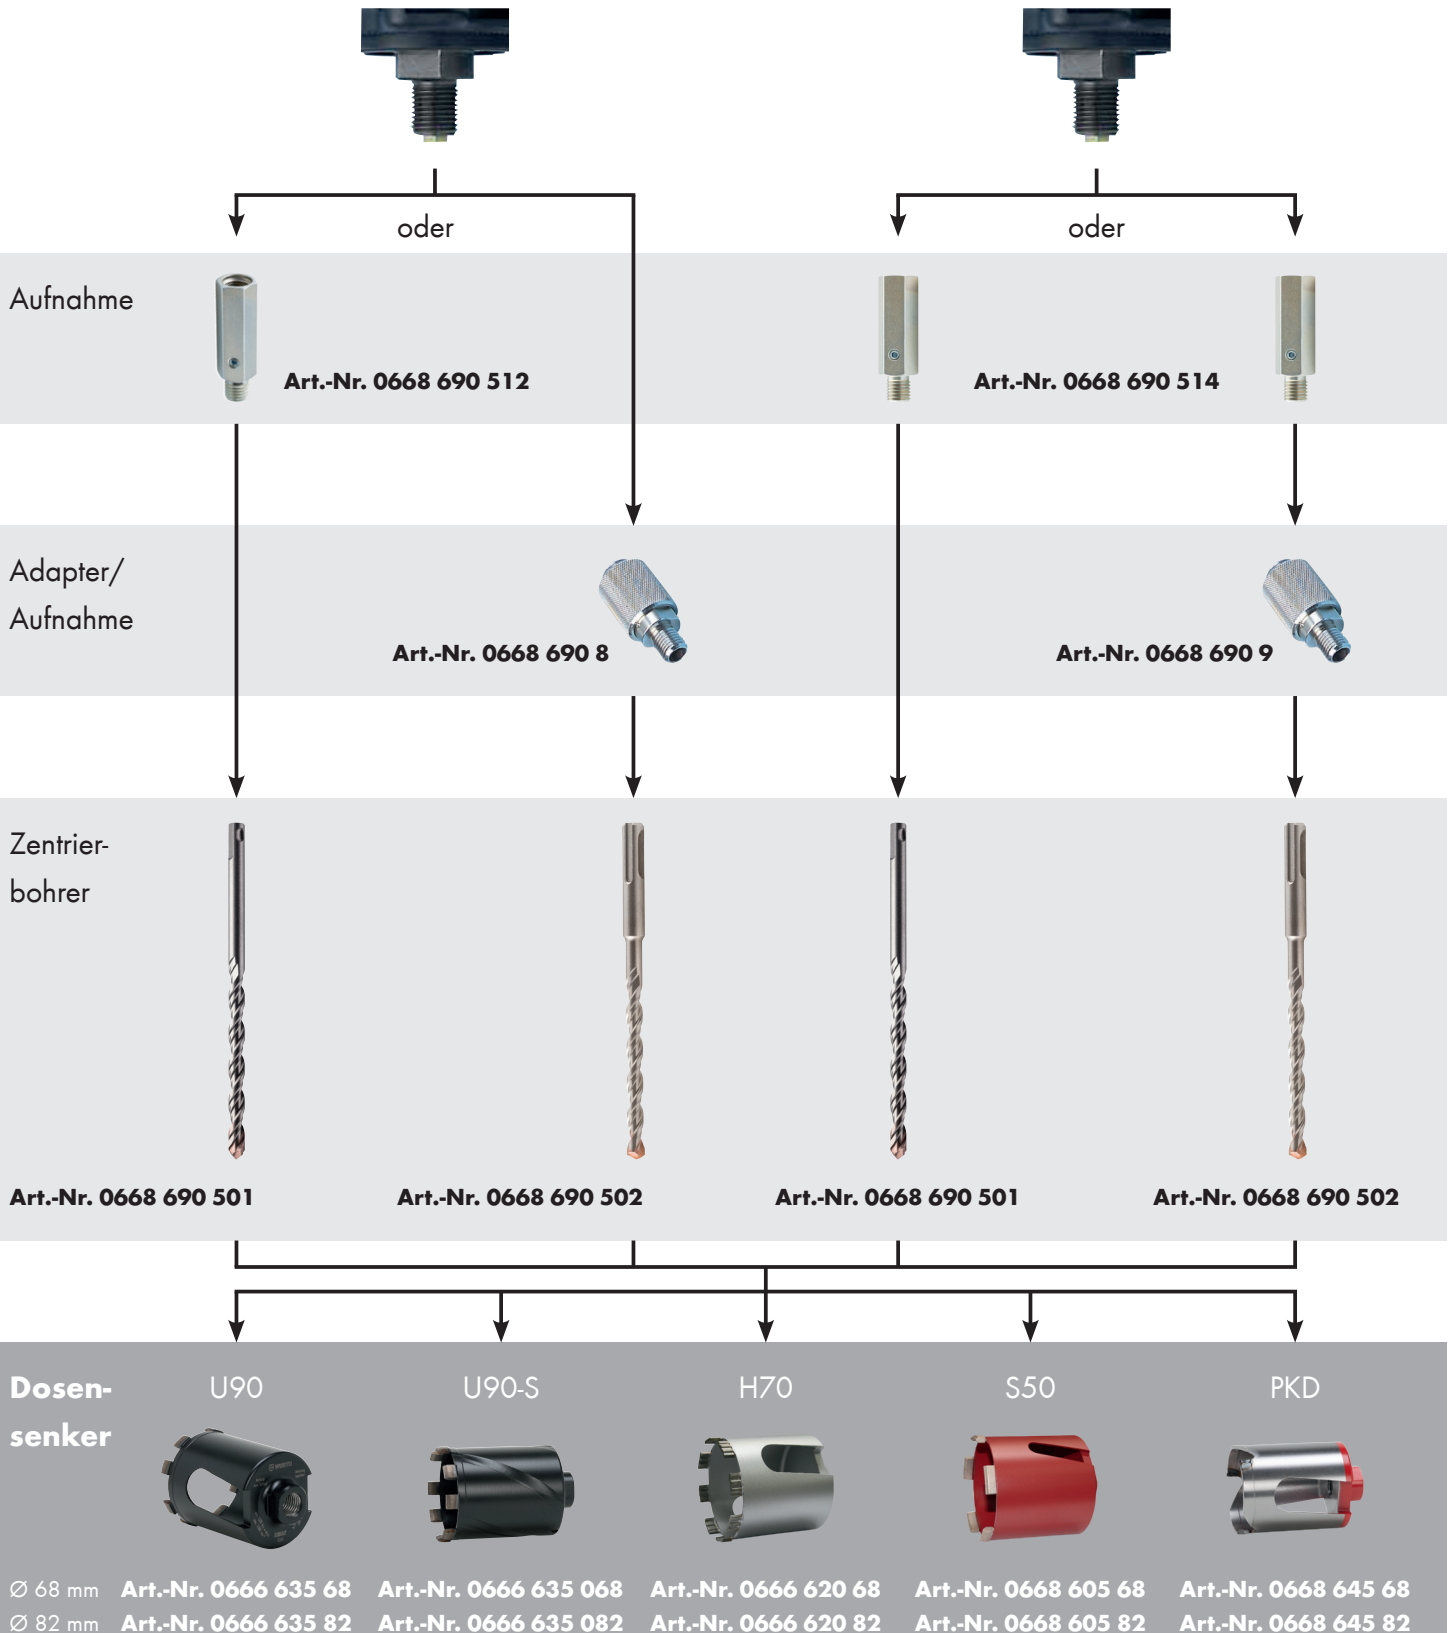 oder
oder
Aufnahme
Art.-Nr. 0668 690 512
Art.-Nr. 0668 690 514
Adapter/
Aufnahme
Art.-Nr. 0668 690 8
Art.-Nr. 0668 690 9
Zentrier-
bohrer
Art.-Nr. 0668 690 501
Art.-Nr. 0668 690 502
Art.-Nr. 0668 690 501
Art.-Nr. 0668 690 502
Dosen-
senker
U90
U90-S
H70
S50
PKD
Ø 68 mm Art.-Nr. 0666 635 68 Art.-Nr. 0666 635 068 Art.-Nr. 0666 620 68 Art.-Nr. 0668 605 68 Art.-Nr. 0668 645 68
Ø 82 mm Art.-Nr. 0666 635 82 Art.-Nr. 0666 635 082 Art.-Nr. 0666 620 82 Art.-Nr. 0668 605 82 Art.-Nr. 0668 645 82